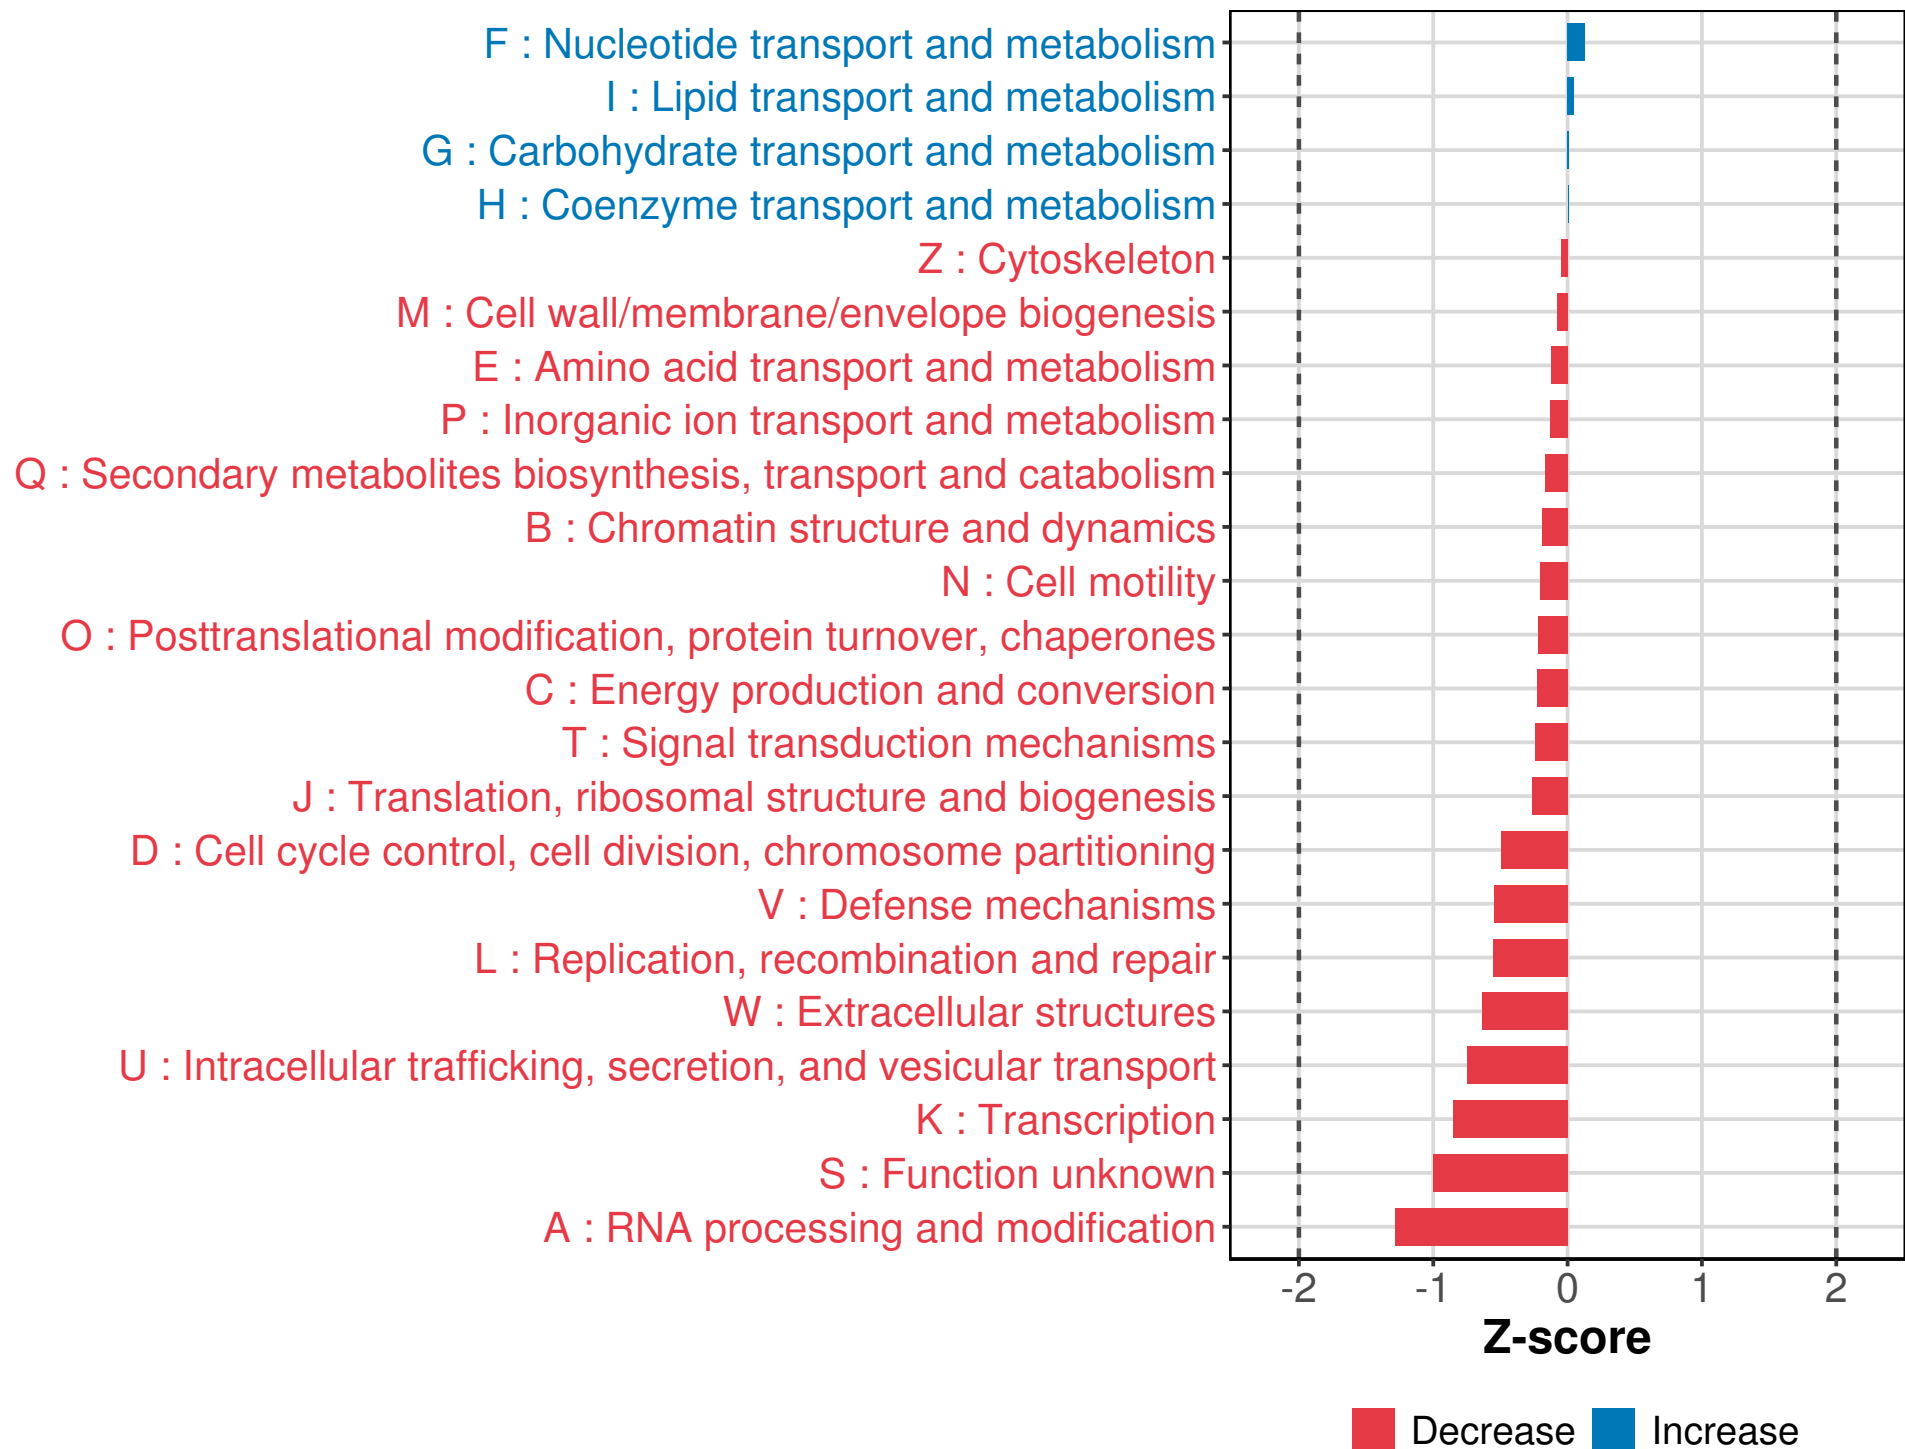 F : Nucleotide transport and metabolism
I : Lipid transport and metabolism
G : Carbohydrate transport and metabolism
H : Coenzyme transport and metabolism
Z : Cytoskeleton
M : Cell wall/membrane/envelope biogenesis
E : Amino acid transport and metabolism
P : Inorganic ion transport and metabolism
Q : Secondary metabolites biosynthesis, transport and catabolism
B : Chromatin structure and dynamics
N : Cell motility
O : Posttranslational modification, protein turnover, chaperones
C : Energy production and conversion
T : Signal transduction mechanisms
J : Translation, ribosomal structure and biogenesis
D : Cell cycle control, cell division, chromosome partitioning
V : Defense mechanisms
L : Replication, recombination and repair
W : Extracellular structures
U : Intracellular trafficking, secretion, and vesicular transport
K : Transcription
S : Function unknown
A : RNA processing and modification
-2 -1 0 1 2
Z-score
Decrease Increase